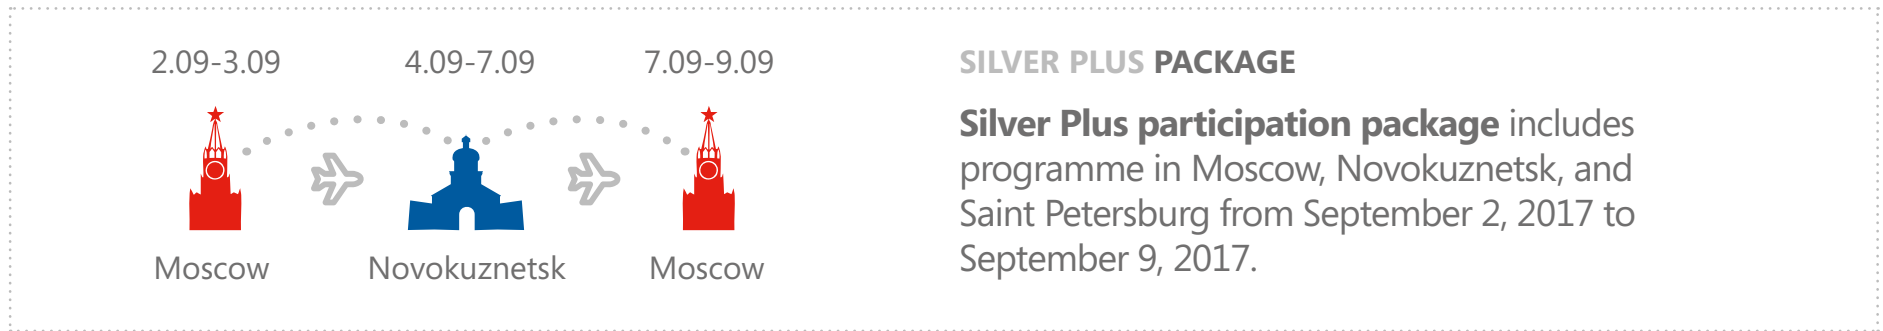 2.09-3.09 4.09-7.09 7.09-9.09
Moscow Novokuznetsk Moscow
SILVER PLUS PACKAGE
Silver Plus participation package includes
programme in Moscow, Novokuznetsk, and
Saint Petersburg from September 2, 2017 to
September 9, 2017.